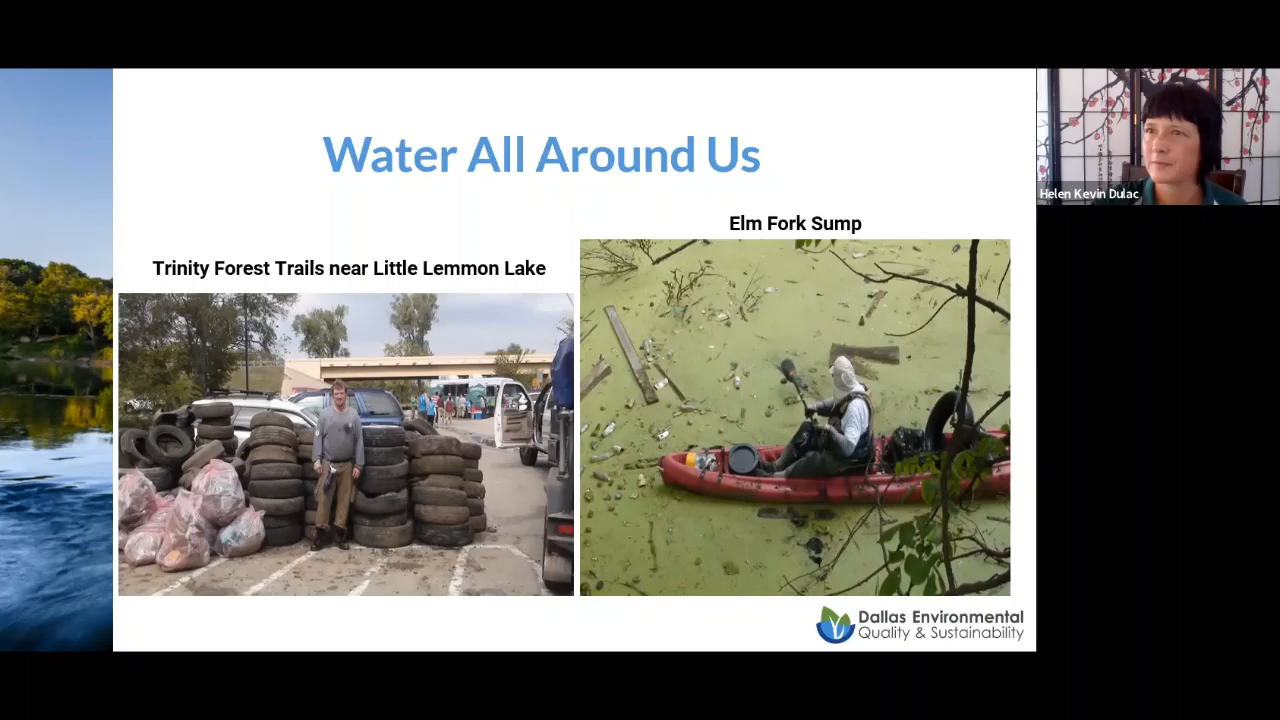 Water All Around Us
Elm Fork Sump
Trinity Forest Trails near Little Lemmon Lake
Helen Kevin Dulac
Dallas Environmental
Quality & Sustainability